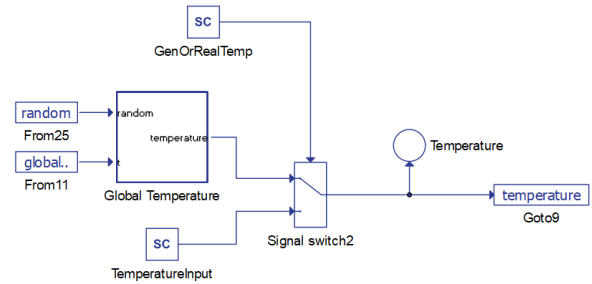 SC
GenOrRealTemp
random
From25
global..
From11
random
temperature
t
Global Temperature
Temperature
temperature
Goto9
Signal switch2
SC
TemperatureInput